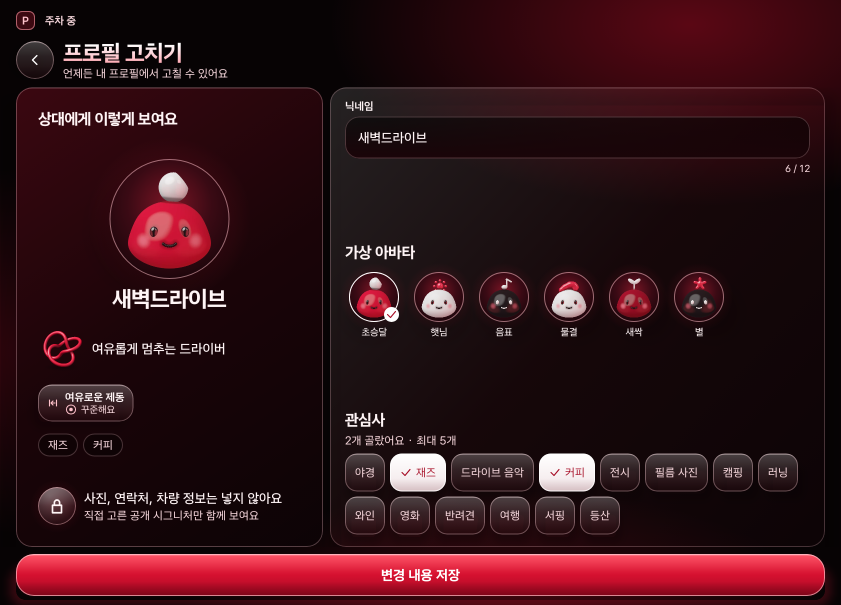 P 주차 중
프로필 고치기
언제든 내 프로필에서 고칠 수 있어요
상대에게 이렇게 보여요
새벽드라이브
여유롭게 멈추는 드라이버
여유로운 제동
꾸준해요
재즈 커피
사진, 연락처, 차량 정보는 넣지 않아요
직접 고른 공개 시그니처만 함께 보여요
닉네임
새벽드라이브
6 / 12
가상 아바타
초승달 햇님 음표 물결 새싹 별
관심사
2개 골랐어요 · 최대 5개
야경 재즈 드라이브 음악 커피 전시 필름 사진 캠핑 러닝
와인 영화 반려견 여행 서핑 등산
변경 내용 저장